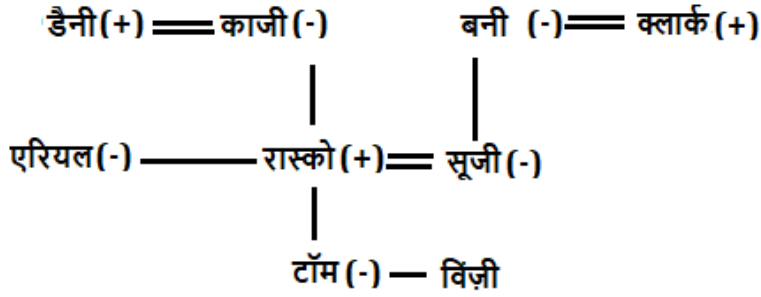 डैनी (+) काजी (-) बनी (-) क्लार्क (+)
एरियल (-) रास्को (+) सूजी (-)
टॉम (-) विंज़ी